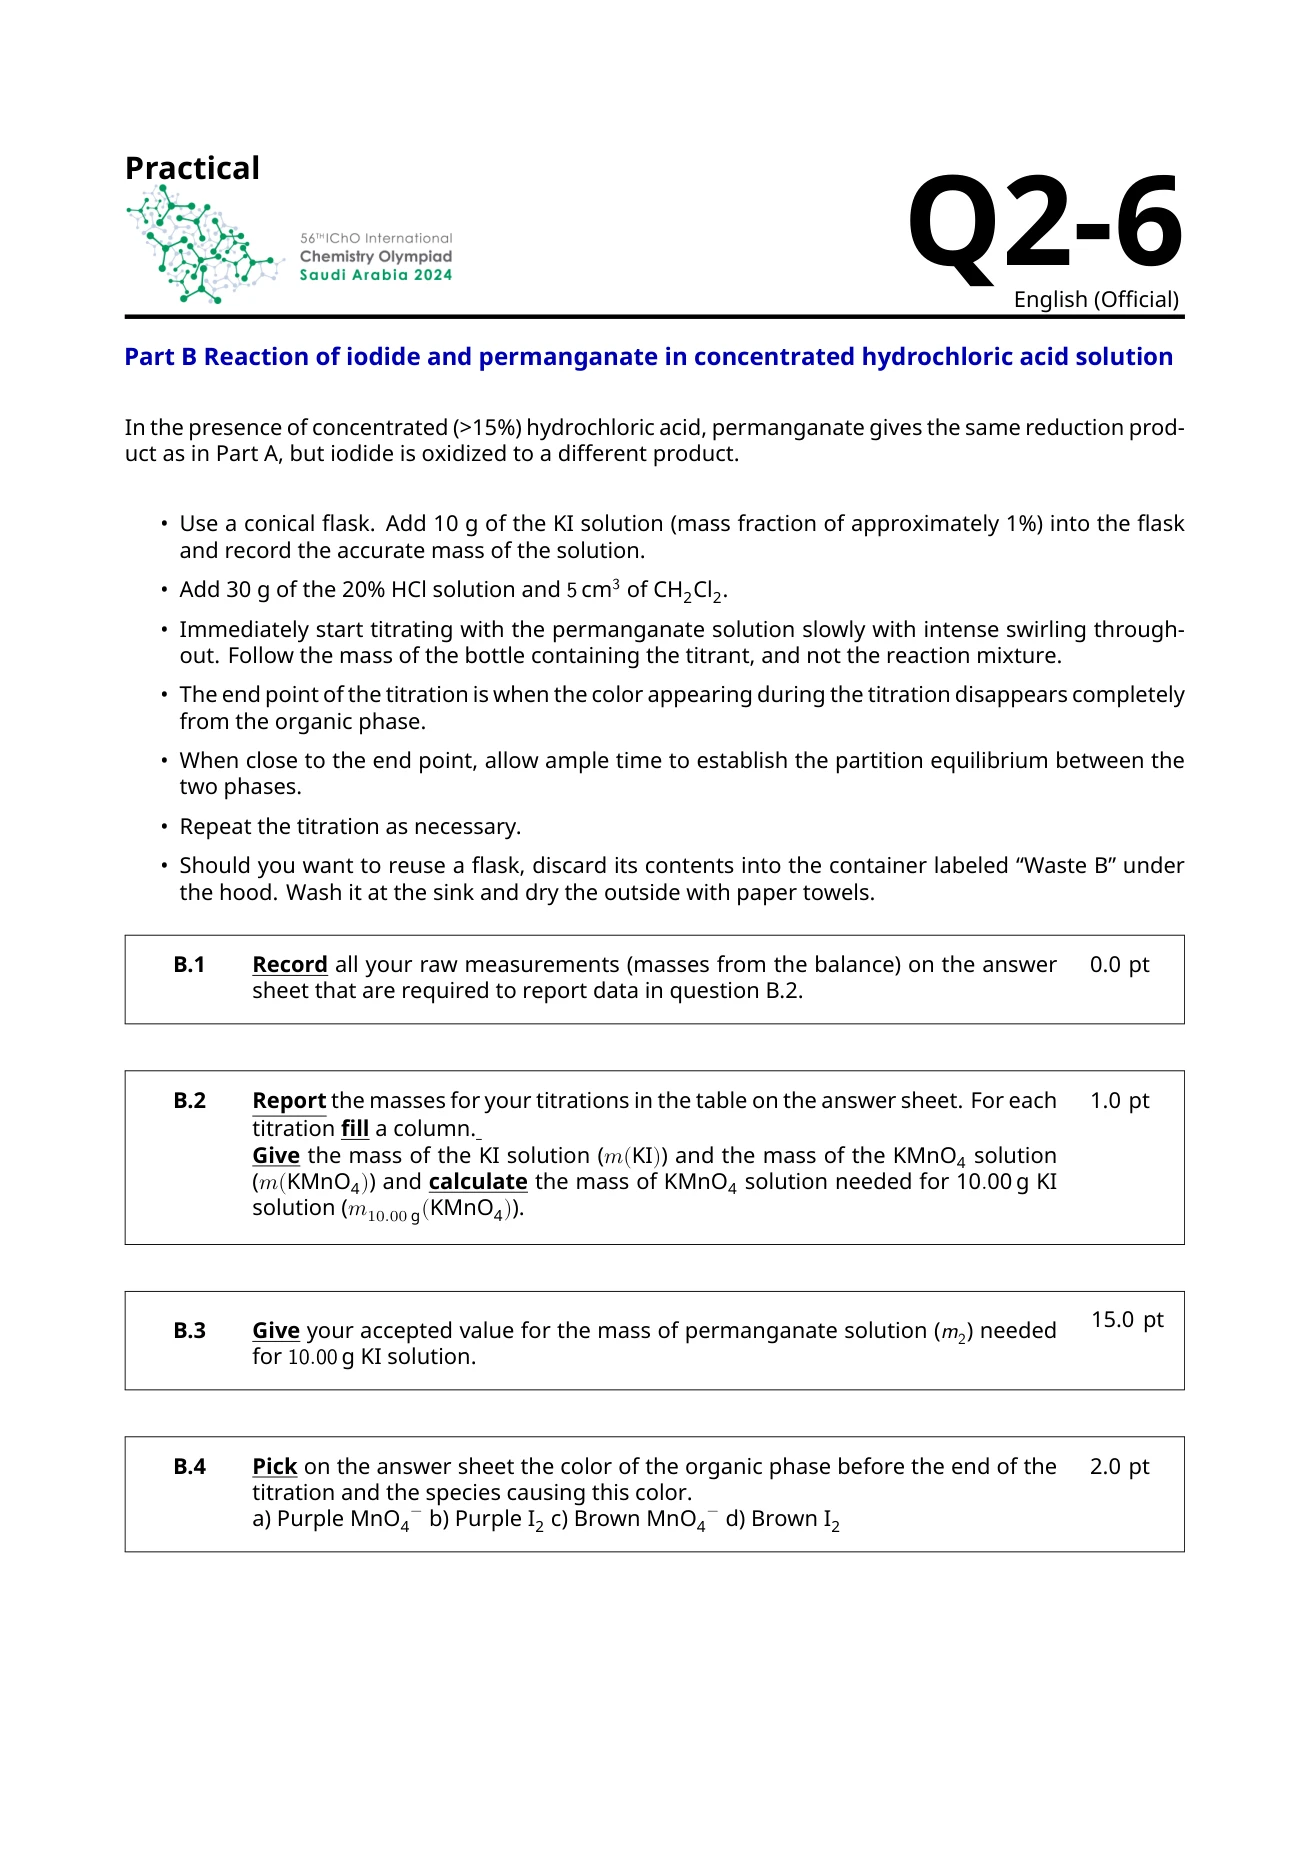 Practical
56THIChO International
Chemistry Olympiad
Saudi Arabia 2024
Q2-6
English (Official)
Part B Reaction of iodide and permanganate in concentrated hydrochloric acid solution
In the presence of concentrated (>15%) hydrochloric acid, permanganate gives the same reduction prod-
uct as in Part A, but iodide is oxidized to a different product.
• Use a conical flask. Add 10 g of the KI solution (mass fraction of approximately 1%) into the flask
and record the accurate mass of the solution.
• Add 30 g of the 20% HCl solution and 5 cm³ of CH₂Cl₂.
• Immediately start titrating with the permanganate solution slowly with intense swirling through-
out. Follow the mass of the bottle containing the titrant, and not the reaction mixture.
• The end point of the titration is when the color appearing during the titration disappears completely
from the organic phase.
• When close to the end point, allow ample time to establish the partition equilibrium between the
two phases.
• Repeat the titration as necessary.
• Should you want to reuse a flask, discard its contents into the container labeled “Waste B” under
the hood. Wash it at the sink and dry the outside with paper towels.
B.1 Record all your raw measurements (masses from the balance) on the answer 0.0 pt
sheet that are required to report data in question B.2.
B.2 Report the masses for your titrations in the table on the answer sheet. For each 1.0 pt
titration fill a column.
Give the mass of the KI solution (m(KI)) and the mass of the KMnO₄ solution
(m(KMnO₄)) and calculate the mass of KMnO₄ solution needed for 10.00 g KI
solution (m₁₀.₀₀ g(KMnO₄)).
B.3 Give your accepted value for the mass of permanganate solution (m₂) needed 15.0 pt
for 10.00 g KI solution.
B.4 Pick on the answer sheet the color of the organic phase before the end of the 2.0 pt
titration and the species causing this color.
a) Purple MnO₄⁻ b) Purple I₂ c) Brown MnO₄⁻ d) Brown I₂